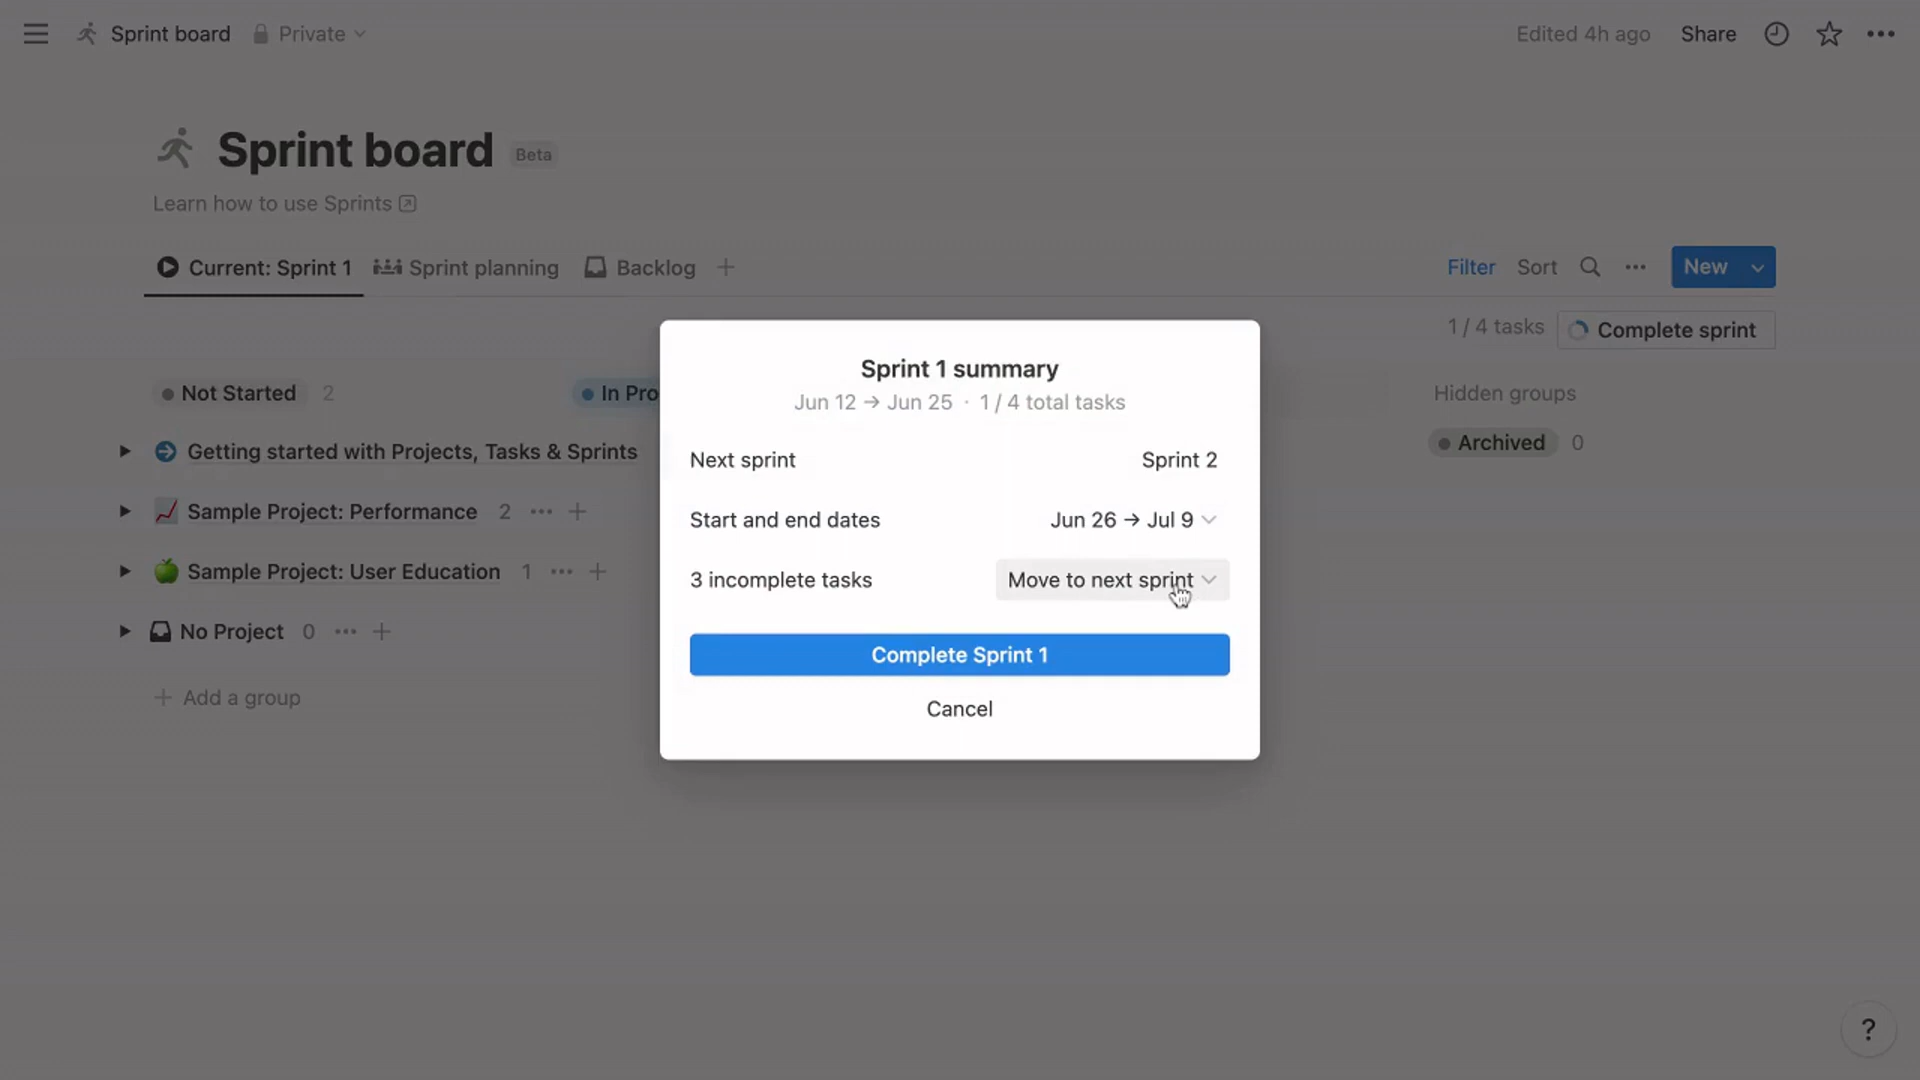 Sprint board Private Edited 4h ago Share
Sprint board Beta
Learn how to use Sprints
Current: Sprint 1 Sprint planning Backlog Filter Sort New
1 / 4 tasks Complete sprint
Not Started 2 In Pro Hidden groups
Archived 0
Getting started with Projects, Tasks & Sprints
Sample Project: Performance 2
Sample Project: User Education 1
No Project 0
+ Add a group
Sprint 1 summary
Jun 12 → Jun 25 · 1 / 4 total tasks
Next sprint Sprint 2
Start and end dates Jun 26 → Jul 9
3 incomplete tasks Move to next sprint
Complete Sprint 1
Cancel
?